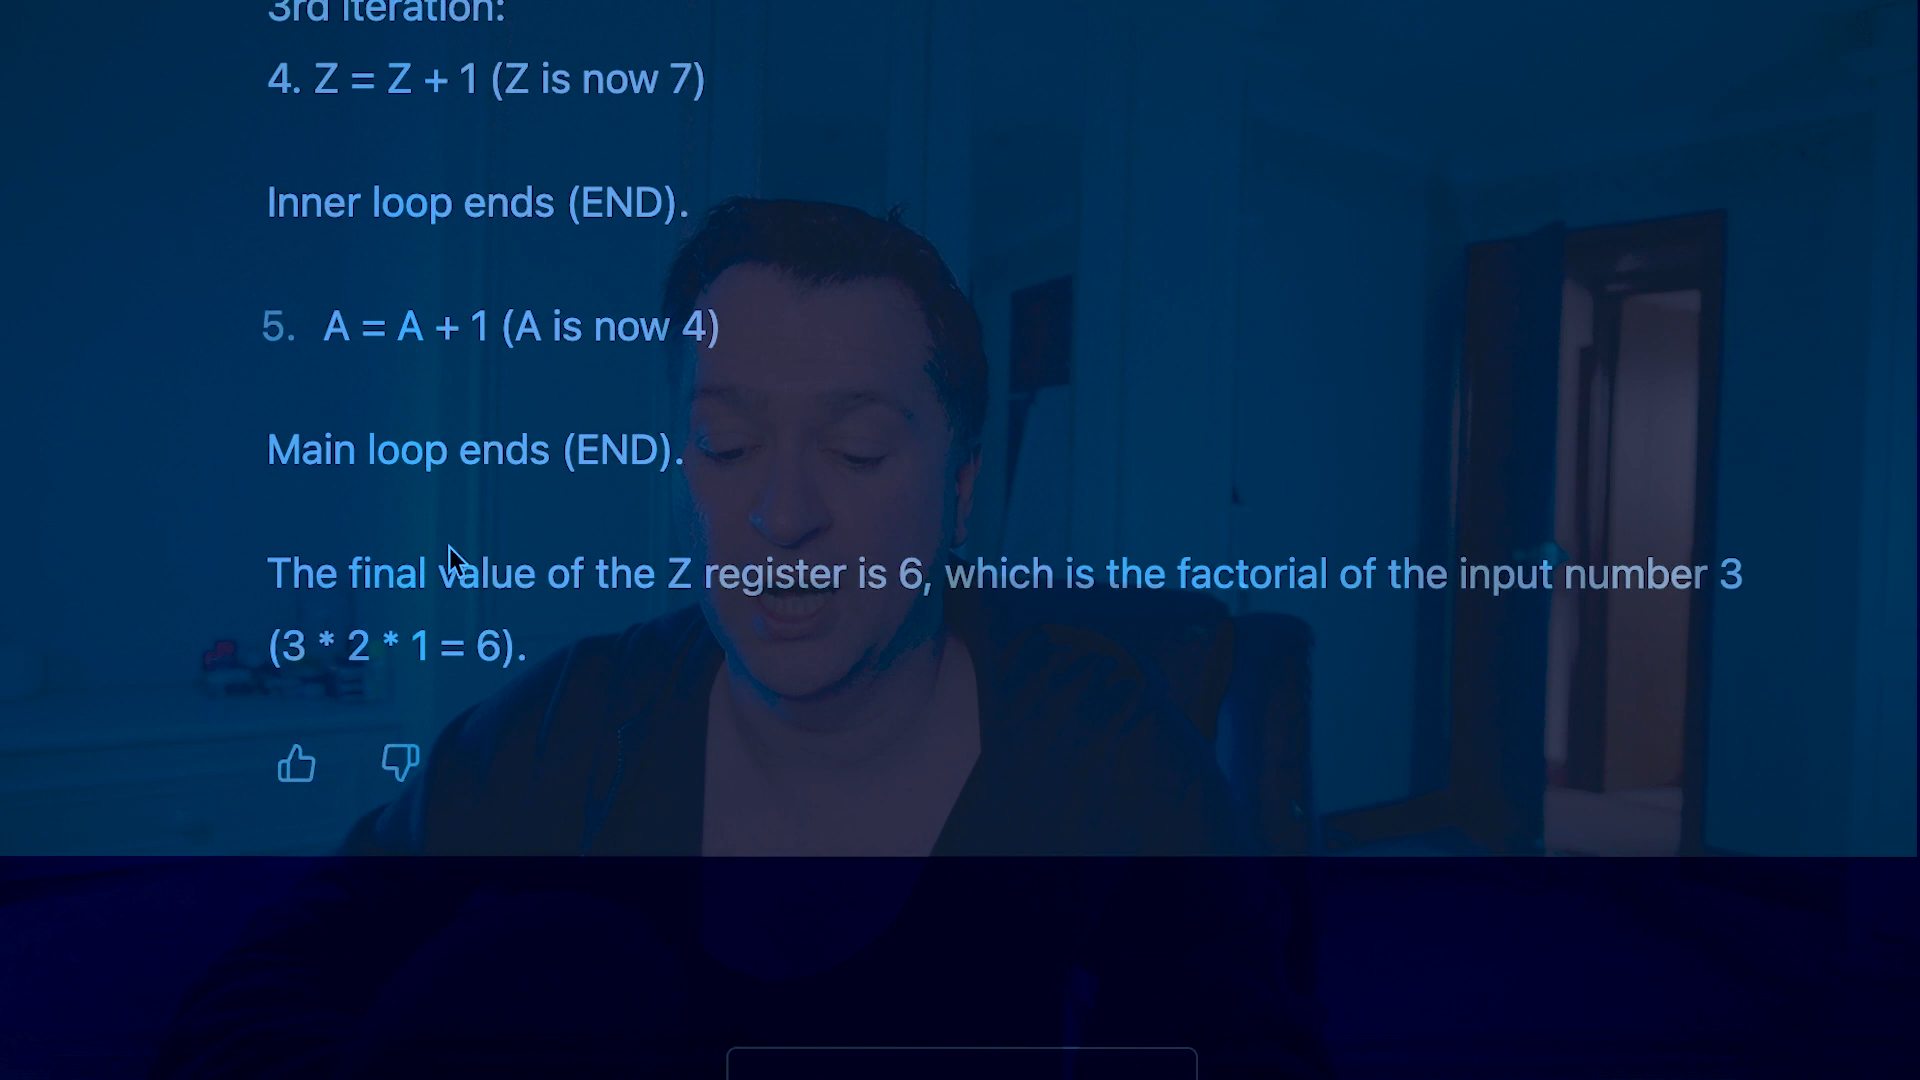 3rd iteration:
4. Z = Z + 1 (Z is now 7)
Inner loop ends (END).
5. A = A + 1 (A is now 4)
Main loop ends (END).
The final value of the Z register is 6, which is the factorial of the input number 3
(3 * 2 * 1 = 6).